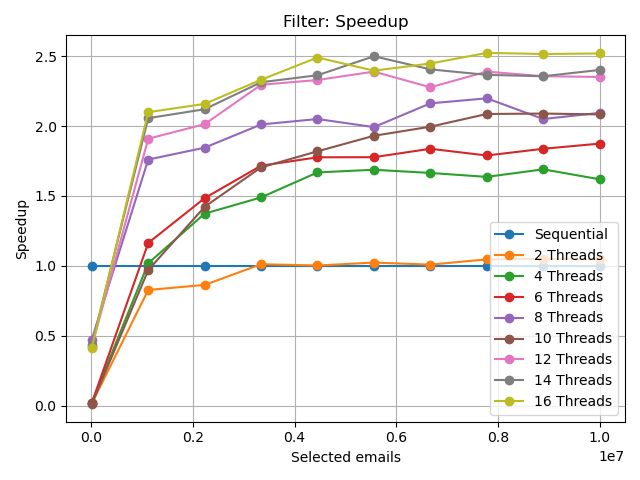 Filter: Speedup
Speedup
2.5
2.0
1.5
1.0
0.5
0.0
Sequential
2 Threads
4 Threads
6 Threads
8 Threads
10 Threads
12 Threads
14 Threads
16 Threads
0.0 0.2 0.4 0.6 0.8 1.0
1e7
Selected emails